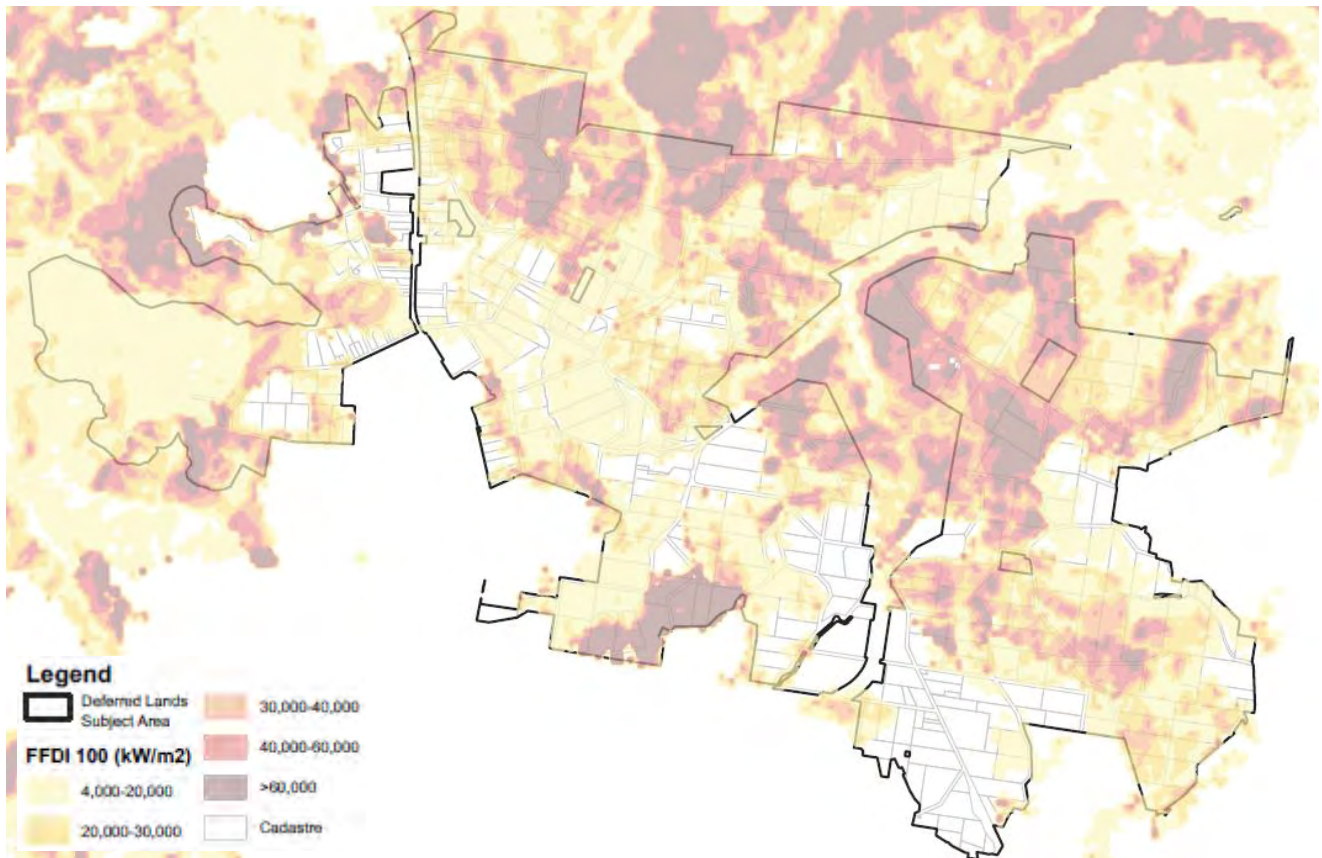 Legend
Deferred Lands
Subject Area
FFDI 100 (kW/m2)
4,000-20,000
20,000-30,000
30,000-40,000
40,000-60,000
>60,000
Cadastre